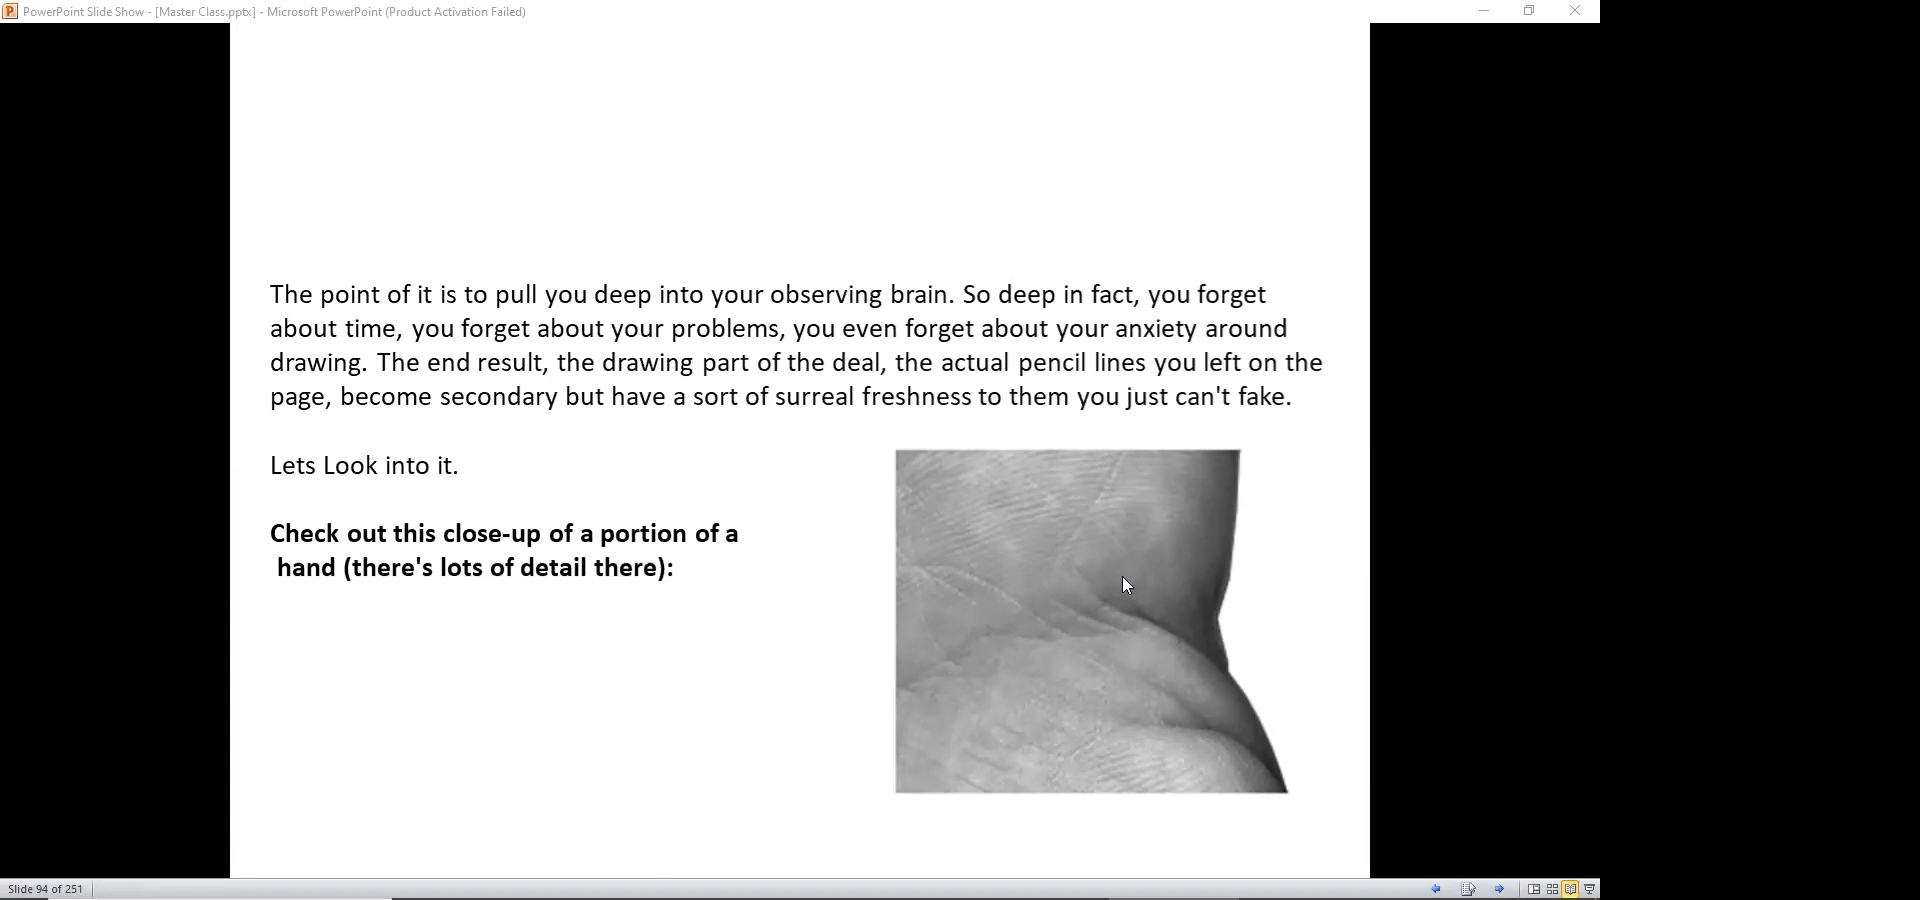 PowerPoint Slide Show - [Master Class.pptx] - Microsoft PowerPoint (Product Activation Failed)
The point of it is to pull you deep into your observing brain. So deep in fact, you forget
about time, you forget about your problems, you even forget about your anxiety around
drawing. The end result, the drawing part of the deal, the actual pencil lines you left on the
page, become secondary but have a sort of surreal freshness to them you just can't fake.
Lets Look into it.
Check out this close-up of a portion of a
hand (there's lots of detail there):
Slide 94 of 251